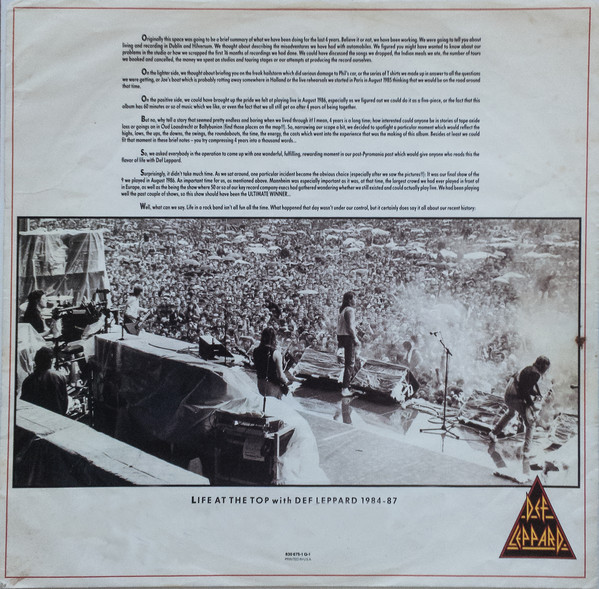 Originally this space was going to be a brief summary of what we have been doing for the last 4 years. Believe it or not, we have been working. We were going to tell you about
living and recording in Dublin and Hilversum. We thought about describing the misadventures we have had with automobiles. We figured you might have wanted to know about our
problems in the studio or how we scrapped the first 16 months of recordings we had done. We could have discussed the songs we dropped, the Indian meals we ate, the number of tours
we booked and cancelled, the money we spent on studios and touring stages or our attempts at producing the record ourselves.
On the lighter side, we thought about briefing you on the freak hailstorm which did serious damage to Phil's car, or the series of T shirts we made up in answer to all the questions
we were getting, or Joe's boat which is probably rotting away somewhere in Holland or the live rehearsals we started in Paris in August 1985 thinking that we would be on the road around
that time.
On the positive side, we could have brought up the pride we felt at playing live in August 1986, especially as we figured out we could do it as a five-piece, or the fact that this
album has 60 minutes or so of music which we like, or even the fact that we all still get on after 4 years of being together.
But no, why tell a story that seemed pretty endless and boring when we lived through it! I mean, 4 years is a long time; how interested could anyone be in stories of tape oxide
loss or goings on in Oud Loosdrecht or Ballybunion (find those places on the map!!). So, narrowing our scope a bit, we decided to spotlight a particular moment which would reflect the
highs, lows, the ups, the downs, the swings, the roundabouts, the time, the energy, the costs which went into the experience that was the making of this album. Besides at least we could
fit that moment in these brief notes - you try compressing 4 years into a thousand words...
So, we asked everybody in the operation to come up with one wonderful, fulfilling, rewarding moment in our post-Pyromania past which would give anyone who reads this the
flavor of life with Def Leppard.
Surprisingly, it didn't take much time. As we sat around, one particular incident became the obvious choice (especially after we saw the pictures!!). It was our final show of the
9 we played in August 1986. An important time for us, as mentioned above. Mannheim was especially important as it was, at that time, the largest crowd we had ever played in front of
in Europe, as well as the being the show where 50 or so of our key record company execs had gathered wondering whether we still existed and could actually play live. We had been playing
well the past couple of shows, so this show should have been the ULTIMATE WINNER...
Well, what can we say. Life in a rock band isn't all fun all the time. What happened that day wasn't under our control, but it certainly does say it all about our recent history:
LIFE AT THE TOP with DEF LEPPARD 1984-87
DEF
LEPPARD
830 675-1 Q-1
PRINTED IN U.S.A.